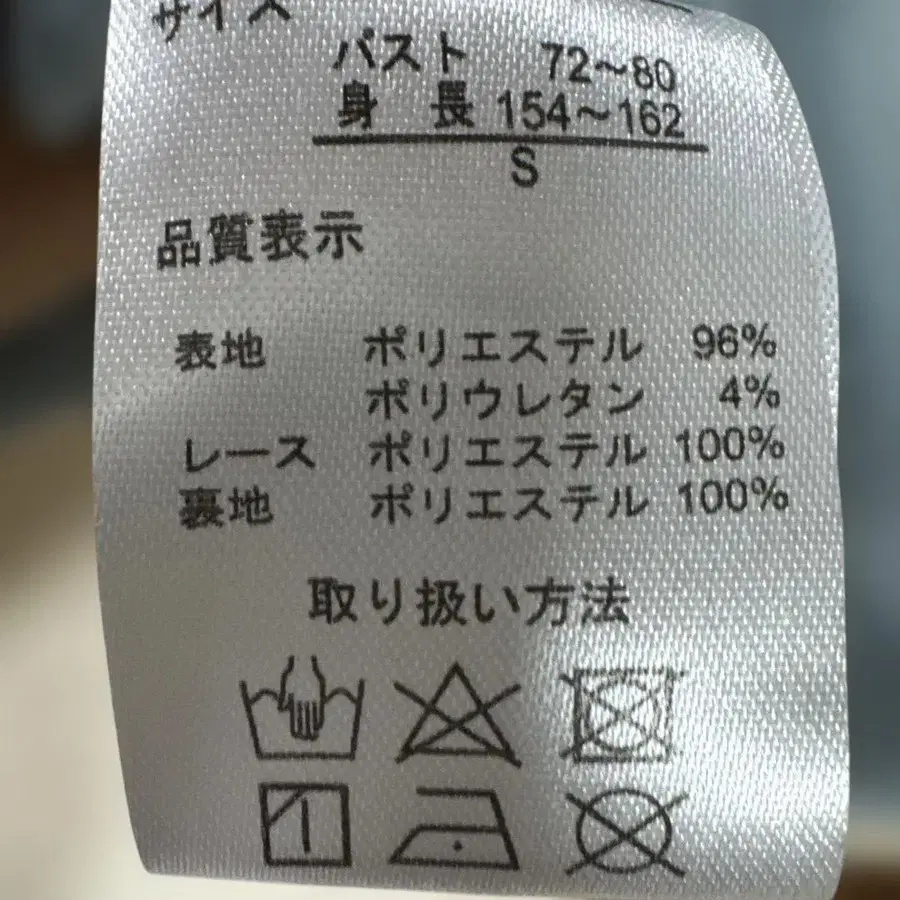 サイズ
バスト 72~80
身 長 154~162
S
品質表示
表地 ポリエステル 96%
ポリウレタン 4%
レース ポリエステル 100%
裏地 ポリエステル 100%
取り扱い方法